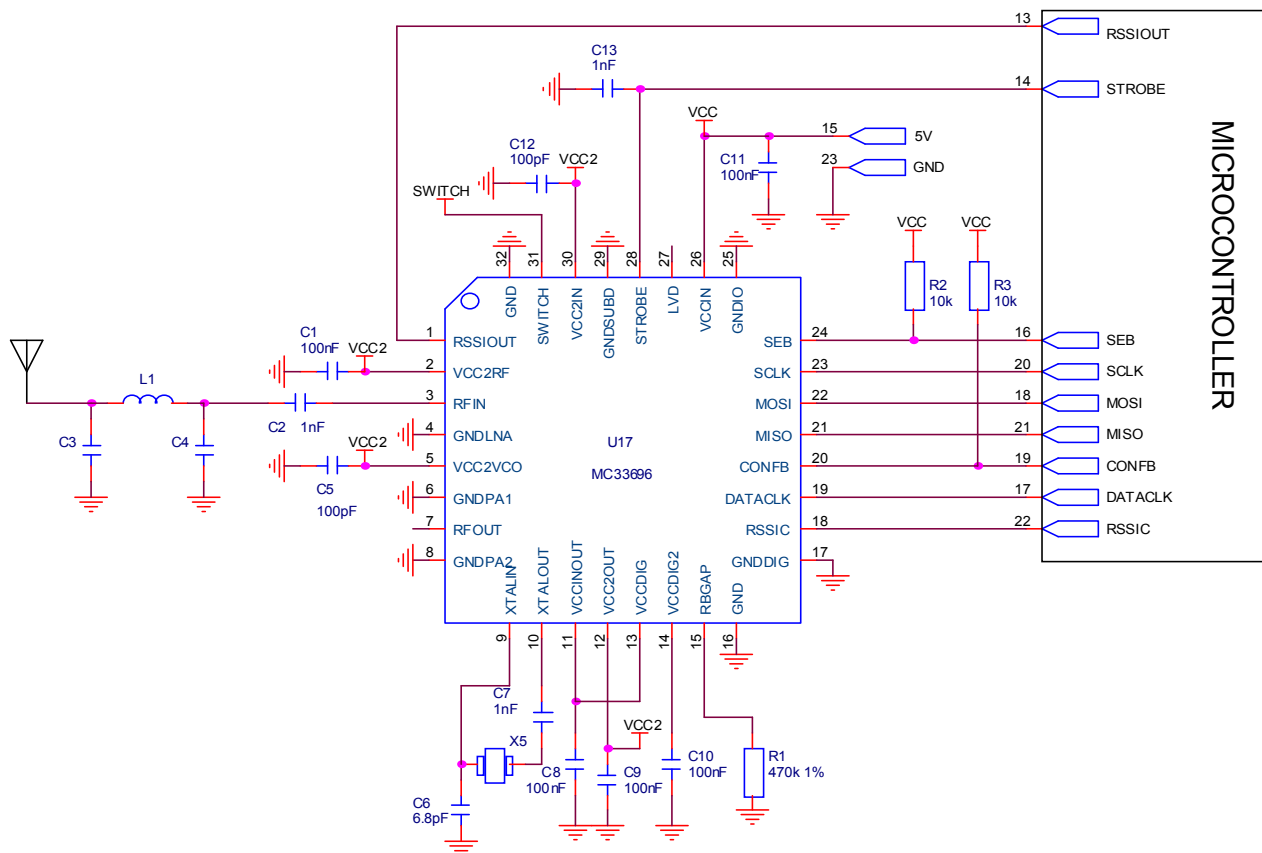 13
RSSIOUT
C13
1nF
14
STROBE
VCC
15
5V
C12
100pF
VCC2
C11
100nF
23
GND
SWITCH
VCC
VCC
MICROCONTROLLER
32
31
30
29
28
27
26
25
GND
SWITCH
VCC2IN
GNDSUBD
STROBE
LVD
VCCIN
GNDIO
R2
10k
R3
10k
1
RSSIOUT
SEB
24
16
SEB
C1
100nF
VCC2
2
VCC2RF
SCLK
23
20
SCLK
L1
3
RFIN
MOSI
22
18
MOSI
C2
1nF
C3
C4
4
GNDLNA
MISO
21
21
MISO
U17
VCC2
5
VCC2VCO
CONFB
20
19
CONFB
MC33696
C5
100pF
6
GNDPA1
DATACLK
19
17
DATACLK
7
RFOUT
RSSIC
18
22
RSSIC
8
GNDPA2
GNDDIG
17
XTALIN
XTALOUT
VCCINOUT
VCC2OUT
VCCDIG
VCCDIG2
RBGAP
GND
9
10
11
12
13
14
15
16
C7
1nF
VCC2
X5
C8
100nF
C9
100nF
C10
100nF
R1
470k 1%
C6
6.8pF